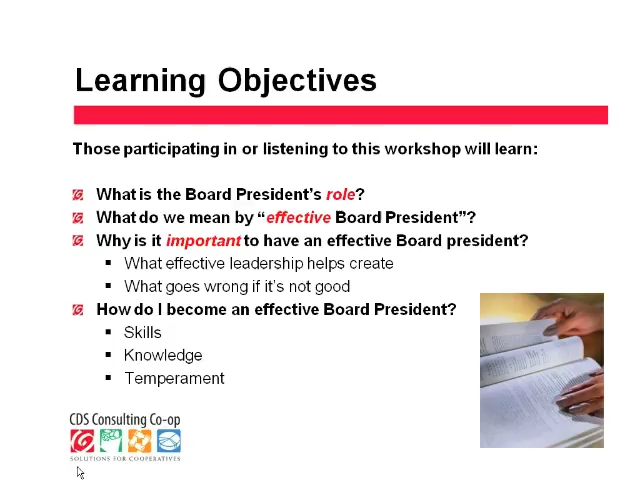 Learning Objectives
Those participating in or listening to this workshop will learn:
What is the Board President's role?
What do we mean by “effective Board President”?
Why is it important to have an effective Board president?
What effective leadership helps create
What goes wrong if it's not good
How do I become an effective Board President?
Skills
Knowledge
Temperament
CDS Consulting Co-op
SOLUTIONS FOR COOPERATIVES